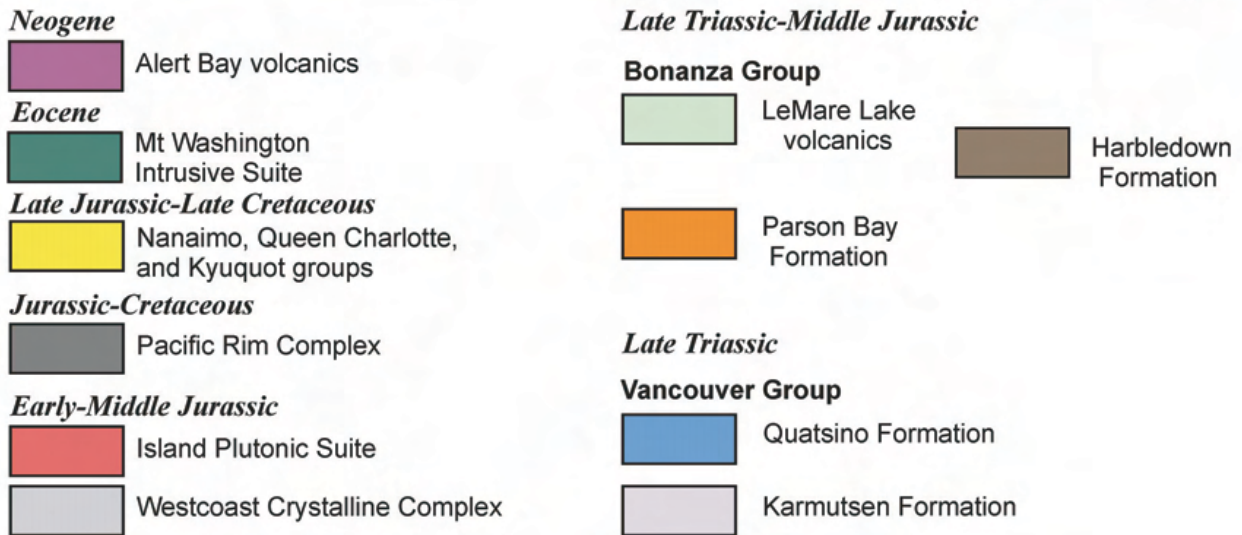 Neogene
Alert Bay volcanics
Eocene
Mt Washington
Intrusive Suite
Late Jurassic-Late Cretaceous
Nanaimo, Queen Charlotte,
and Kyuquot groups
Jurassic-Cretaceous
Pacific Rim Complex
Early-Middle Jurassic
Island Plutonic Suite
Westcoast Crystalline Complex
Late Triassic-Middle Jurassic
Bonanza Group
LeMare Lake
volcanics
Harbledown
Formation
Parson Bay
Formation
Late Triassic
Vancouver Group
Quatsino Formation
Karmutsen Formation